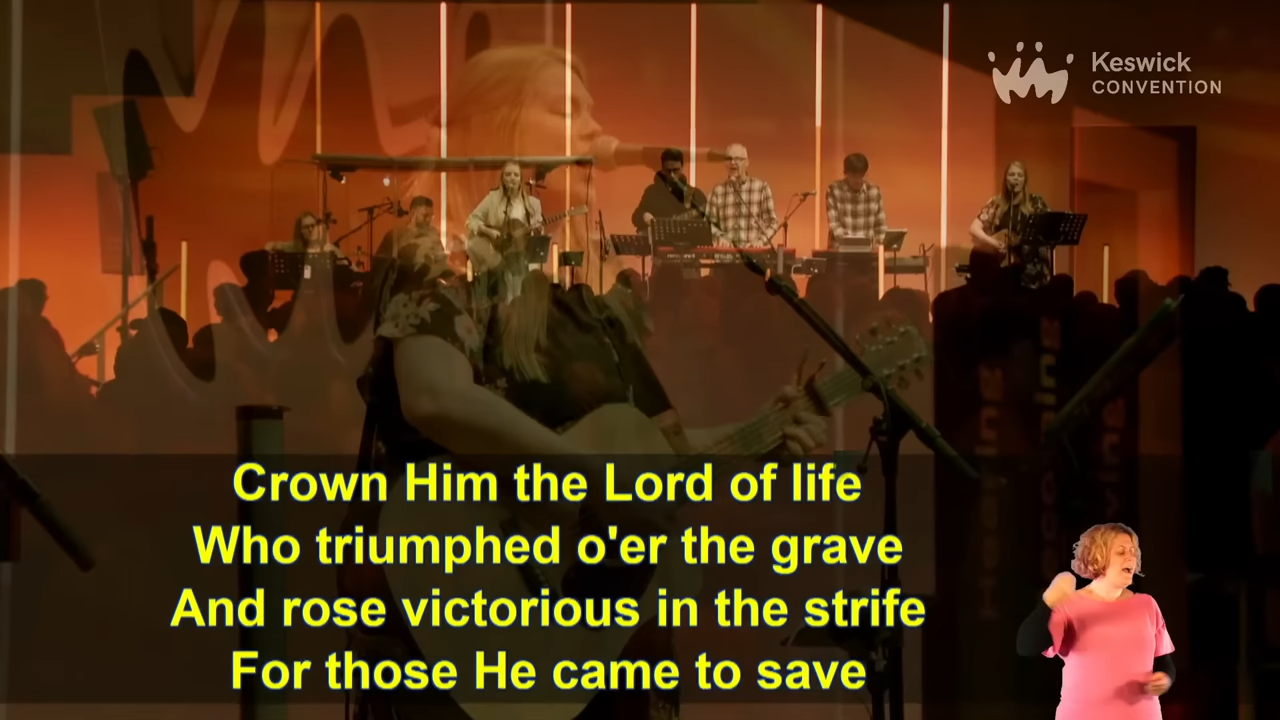 Keswick
CONVENTION
Crown Him the Lord of life
Who triumphed o'er the grave
And rose victorious in the strife
For those He came to save